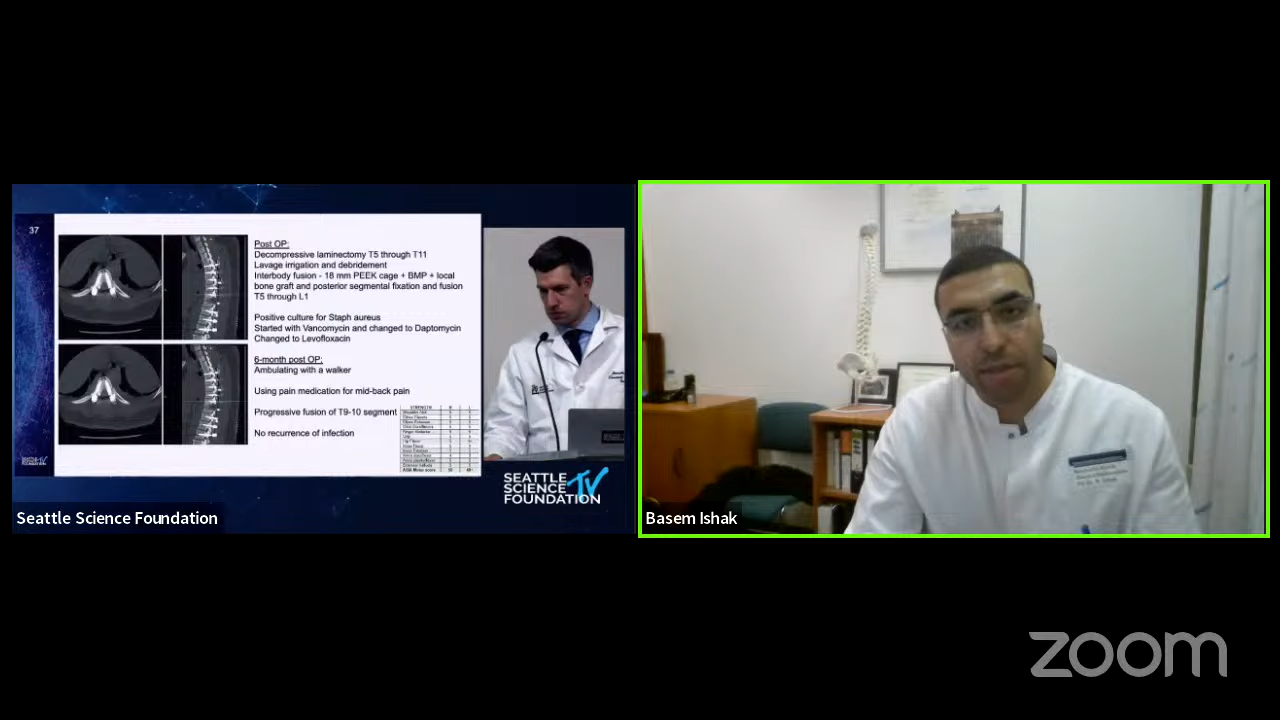 37
Post OP:
Decompressive laminectomy T5 through T11
Lavage irrigation and debridement
Interbody fusion - 18 mm PEEK cage + BMP + local
bone graft and posterior segmental fixation and fusion
T5 through L1
Positive culture for Staph aureus
Started with Vancomycin and changed to Daptomycin
Changed to Levofloxacin
6-month post OP:
Ambulating with a walker
Using pain medication for mid-back pain
Progressive fusion of T9-10 segment
No recurrence of infection
SEATTLE
SCIENCE TV
FOUNDATION
Seattle Science Foundation
Basem Ishak
zoom